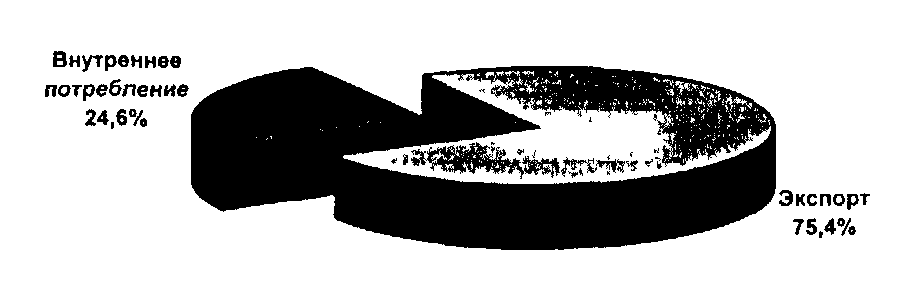 Внутреннее
потребление
24,6%
Экспорт
75,4%